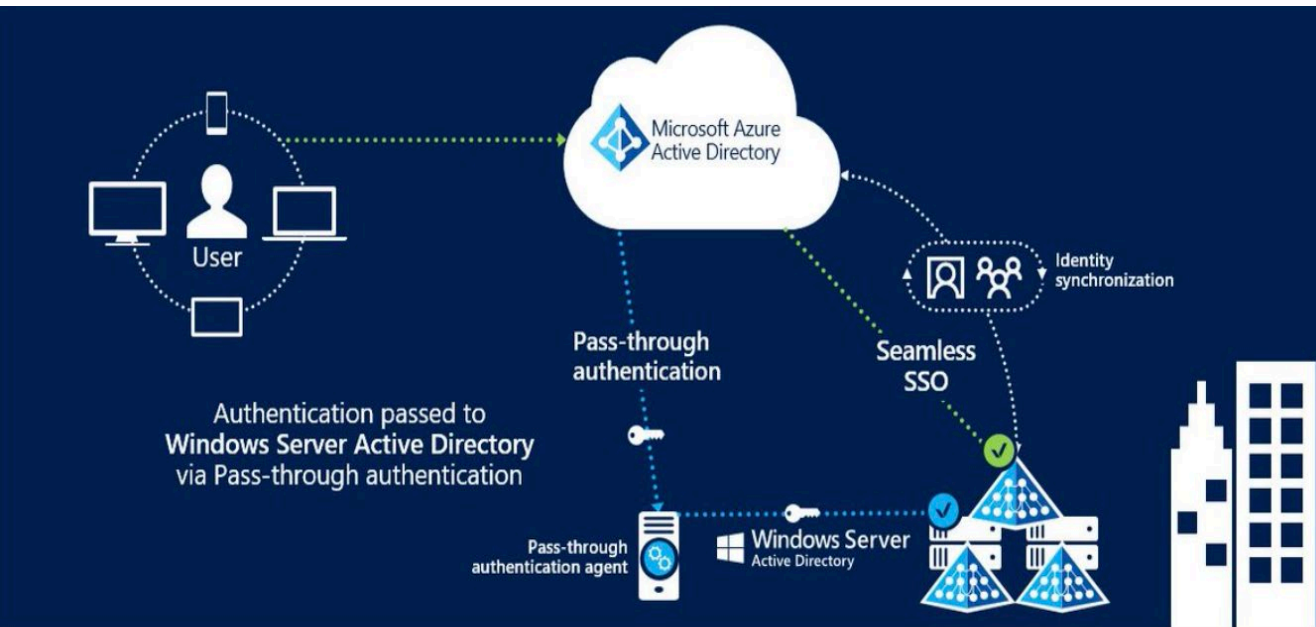 Microsoft Azure
Active Directory
User
Identity
synchronization
Pass-through
authentication
Seamless
SSO
Authentication passed to
Windows Server Active Directory
via Pass-through authentication
Pass-through
authentication agent
Windows Server
Active Directory